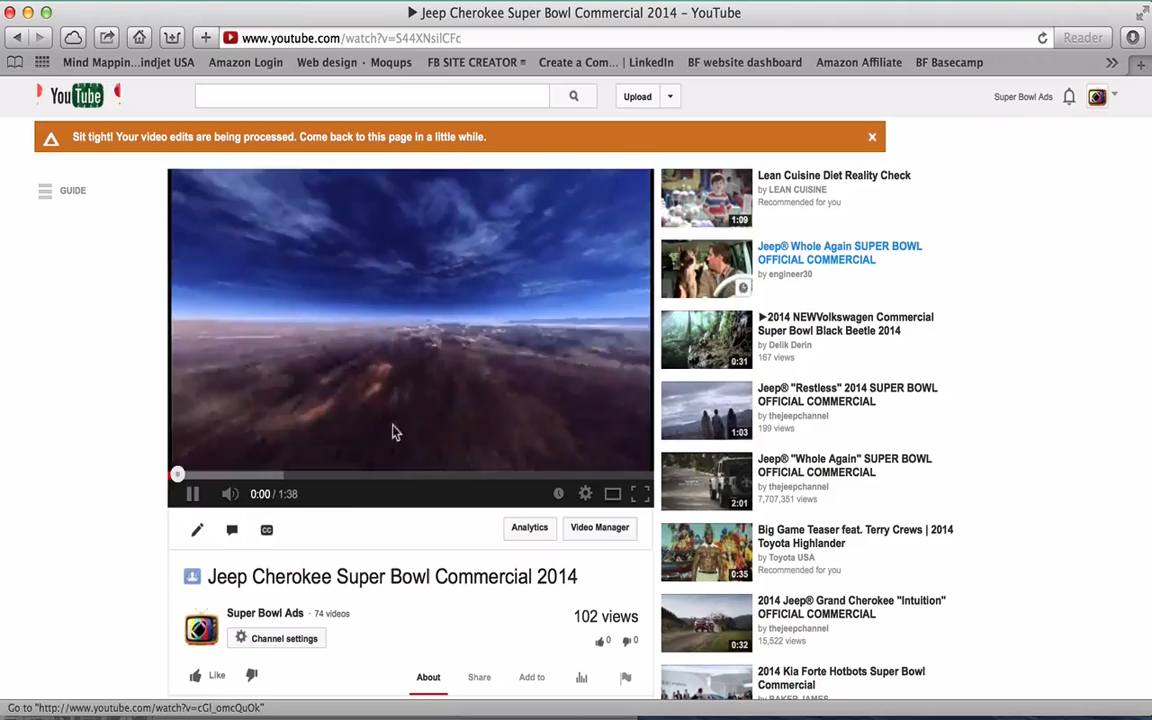 ▶ Jeep Cherokee Super Bowl Commercial 2014 – YouTube
www.youtube.com/watch?v=S44XNsilCFc
Reader
Mind Mappin...ndjet USA Amazon Login Web design · Moqups FB SITE CREATOR = Create a Com... | LinkedIn BF website dashboard Amazon Affiliate BF Basecamp
YouTube
Upload
Super Bowl Ads
Sit tight! Your video edits are being processed. Come back to this page in a little while.
GUIDE
0:00 / 1:38
Analytics
Video Manager
Jeep Cherokee Super Bowl Commercial 2014
Super Bowl Ads · 74 videos
Channel settings
102 views
0 0
Like
About
Share
Add to
Lean Cuisine Diet Reality Check
by LEAN CUISINE
Recommended for you
1:09
Jeep® Whole Again SUPER BOWL
OFFICIAL COMMERCIAL
by engineer30
▶2014 NEWVolkswagen Commercial
Super Bowl Black Beetle 2014
by Delik Derin
167 views
0:31
Jeep® "Restless" 2014 SUPER BOWL
OFFICIAL COMMERCIAL
by thejeepchannel
199 views
1:03
Jeep® "Whole Again" SUPER BOWL
OFFICIAL COMMERCIAL
by thejeepchannel
7,707,351 views
2:01
Big Game Teaser feat. Terry Crews | 2014
Toyota Highlander
by Toyota USA
Recommended for you
0:35
2014 Jeep® Grand Cherokee "Intuition"
OFFICIAL COMMERCIAL
by thejeepchannel
15,522 views
0:32
2014 Kia Forte Hotbots Super Bowl
Commercial
by BAKER JAMES
Go to "http://www.youtube.com/watch?v=cGl_omcQuOk"